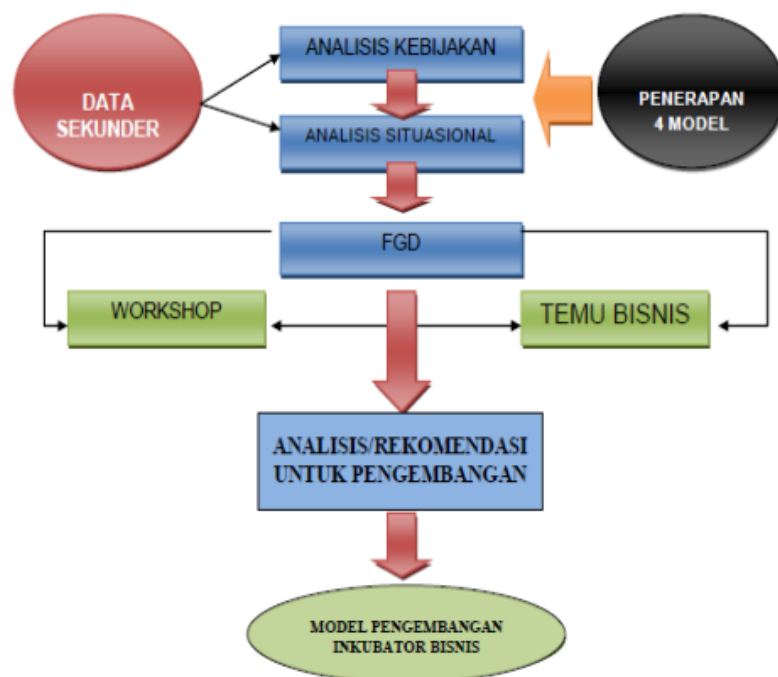 DATA
SEKUNDER
ANALISIS KEBIJAKAN
ANALISIS SITUASIONAL
PENERAPAN
4 MODEL
FGD
WORKSHOP
TEMU BISNIS
ANALISIS/REKOMENDASI
UNTUK PENGEMBANGAN
MODEL PENGEMBANGAN
INKUBATOR BISNIS